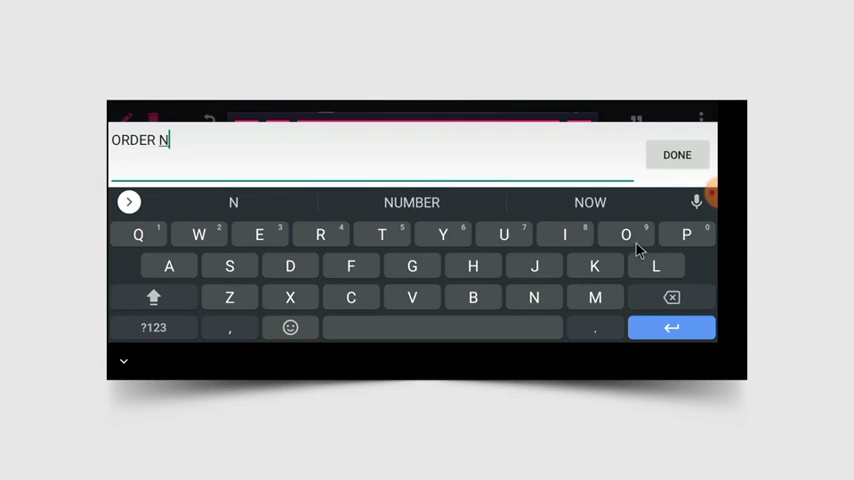 ORDER N
DONE
N NUMBER NOW
Q 1 W 2 E 3 R 4 T 5 Y 6 U 7 I 8 O 9 P 0
A S D F G H J K L
Z X C V B N M
?123 , .